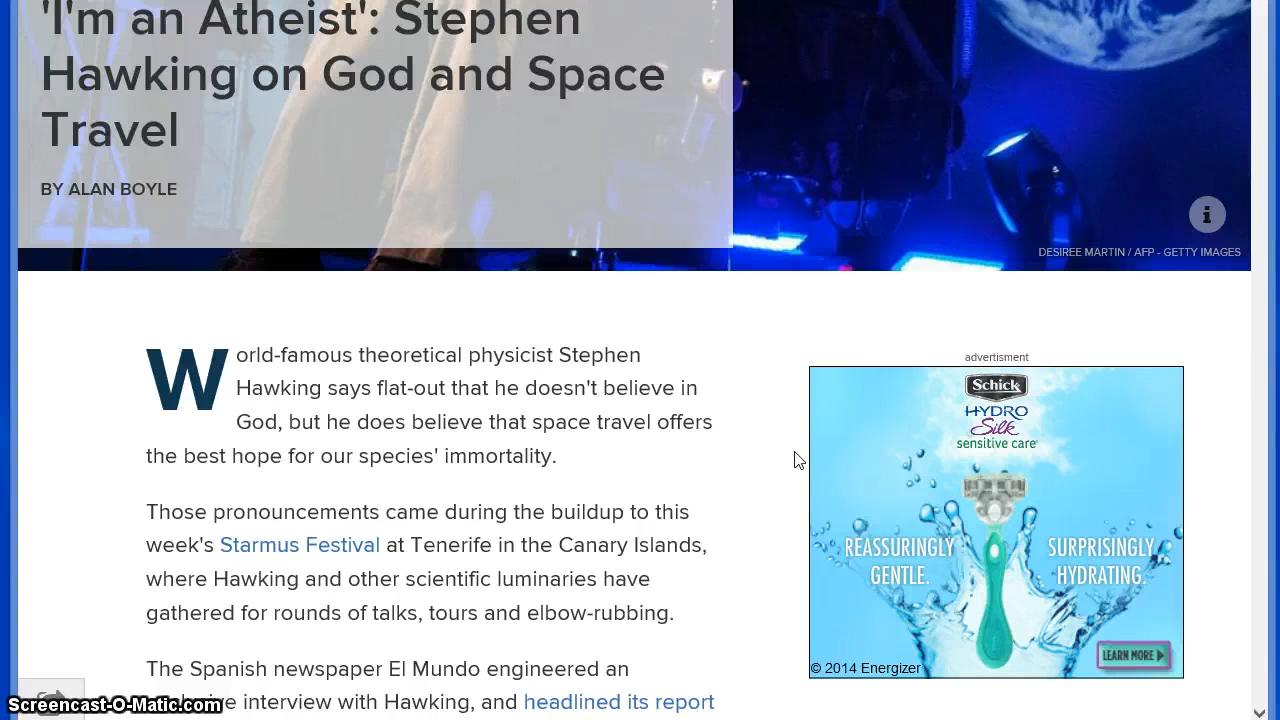 'I'm an Atheist': Stephen
Hawking on God and Space
Travel
BY ALAN BOYLE
i
DESIREE MARTIN / AFP - GETTY IMAGES
World-famous theoretical physicist Stephen
Hawking says flat-out that he doesn't believe in
God, but he does believe that space travel offers
the best hope for our species' immortality.
Those pronouncements came during the buildup to this
week's Starmus Festival at Tenerife in the Canary Islands,
where Hawking and other scientific luminaries have
gathered for rounds of talks, tours and elbow-rubbing.
The Spanish newspaper El Mundo engineered an
interview with Hawking, and headlined its report
advertisment
Schick
HYDRO
Silk
sensitive care
REASSURINGLY
GENTLE.
SURPRISINGLY
HYDRATING.
LEARN MORE
© 2014 Energizer
Screencast-O-Matic.com